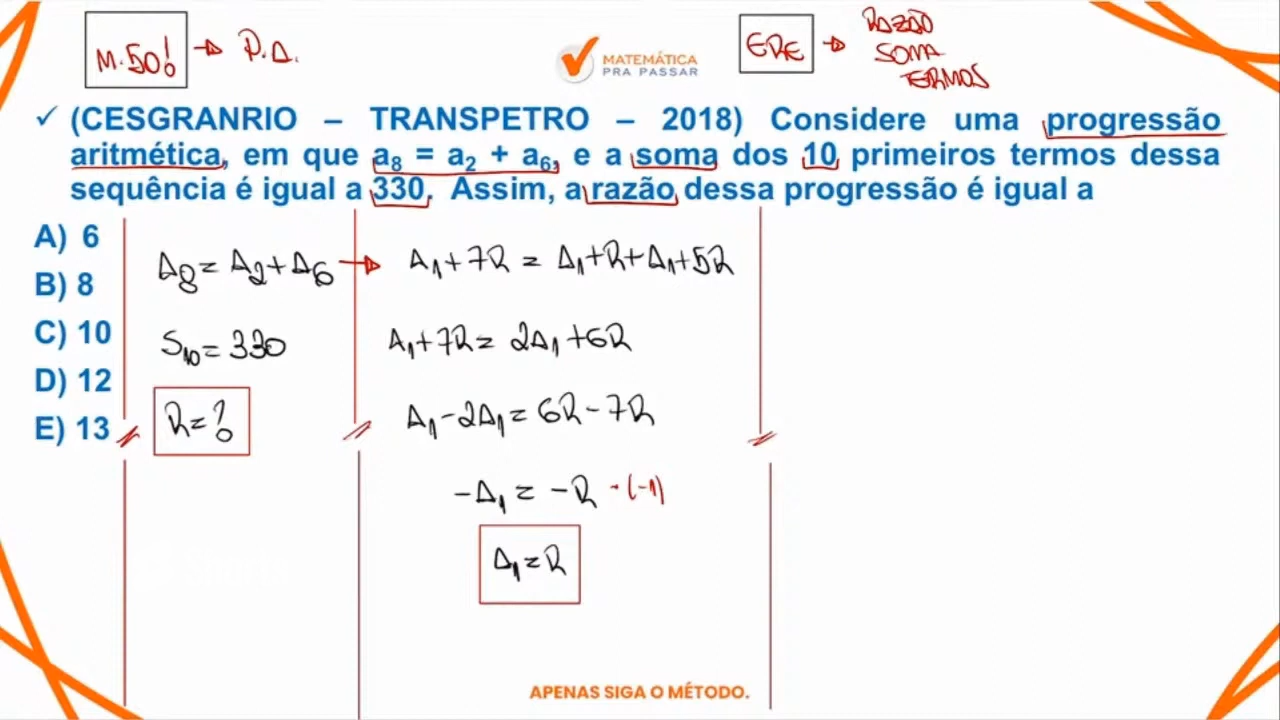 M.50! → P.A.
MATEMÁTICA
PRA PASSAR
ERE → RAZÃO
SOMA
TERMOS
✓ (CESGRANRIO – TRANSPETRO – 2018) Considere uma progressão
aritmética, em que a₈ = a₂ + a₆, e a soma dos 10 primeiros termos dessa
sequência é igual a 330. Assim, a razão dessa progressão é igual a
A) 6
B) 8
C) 10
D) 12
E) 13
A₈ = A₂ + A₆ →
S₁₀ = 330
R = ?
A₁ + 7R = A₁ + R + A₁ + 5R
A₁ + 7R = 2A₁ + 6R
A₁ - 2A₁ = 6R - 7R
-A₁ = -R · (-1)
A₁ = R
APENAS SIGA O MÉTODO.